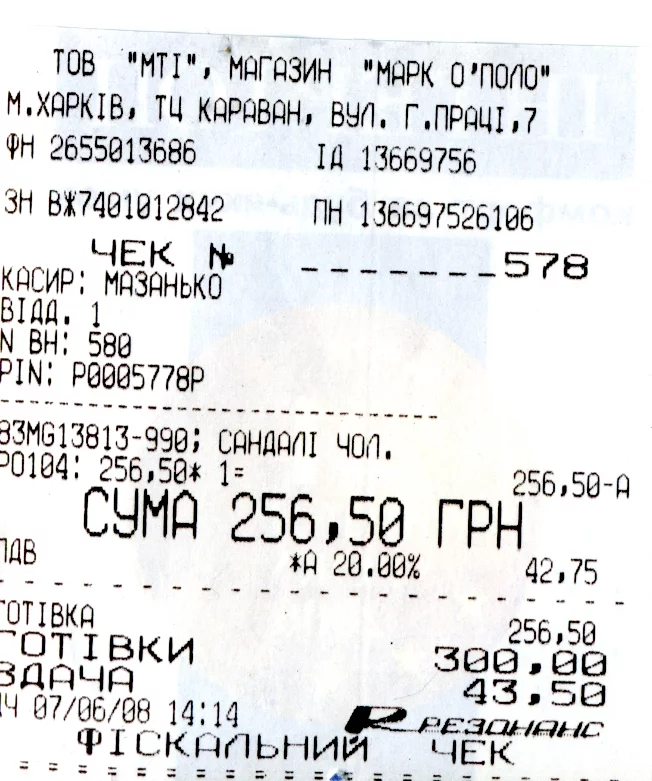 ТОВ "МТІ", МАГАЗИН "МАРК О'ПОЛО"
М.ХАРКІВ, ТЦ КАРАВАН, ВУЛ. Г.ПРАЦІ,7
ФН 2655013686 ІД 13669756
ЗН ВЖ7401012842 ПН 136697526106
ЧЕК № _ _ _ _ _ _ _ 578
КАСИР: МАЗАНЬКО
ВІДД. 1
N ВН: 580
PIN: P0005778P
83MG13813-990; САНДАЛІ ЧОЛ.
PO104: 256,50* 1= 256,50-А
СУМА 256,50 ГРН
ПДВ *А 20.00% 42,75
ГОТІВКА 256,50
ГОТІВКИ 300,00
ЗДАЧА 43,50
07/06/08 14:14 РЕЗОНАНС
ФІСКАЛЬНИЙ ЧЕК